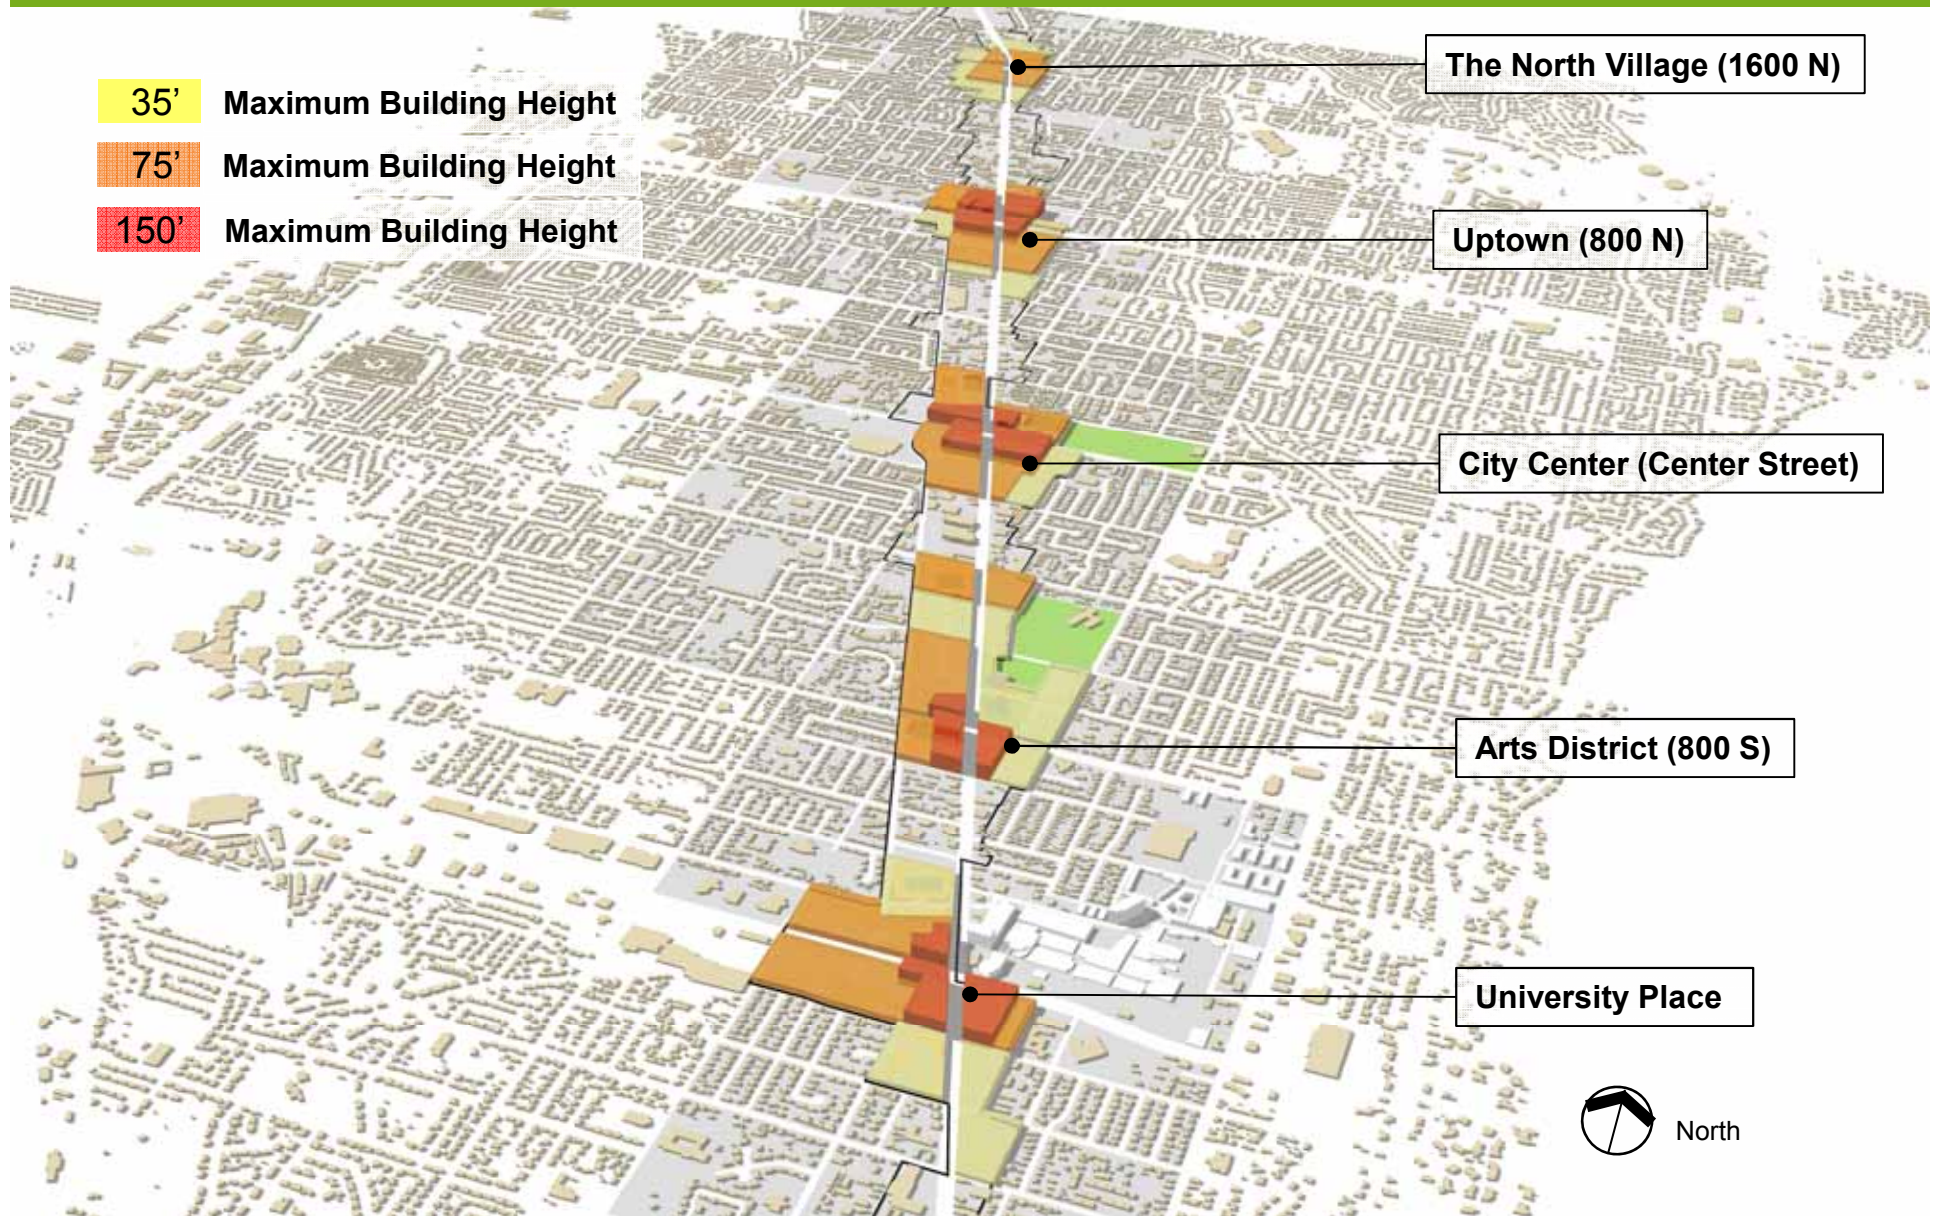 35’ Maximum Building Height
75’ Maximum Building Height
150’ Maximum Building Height
The North Village (1600 N)
Uptown (800 N)
City Center (Center Street)
Arts District (800 S)
University Place
North